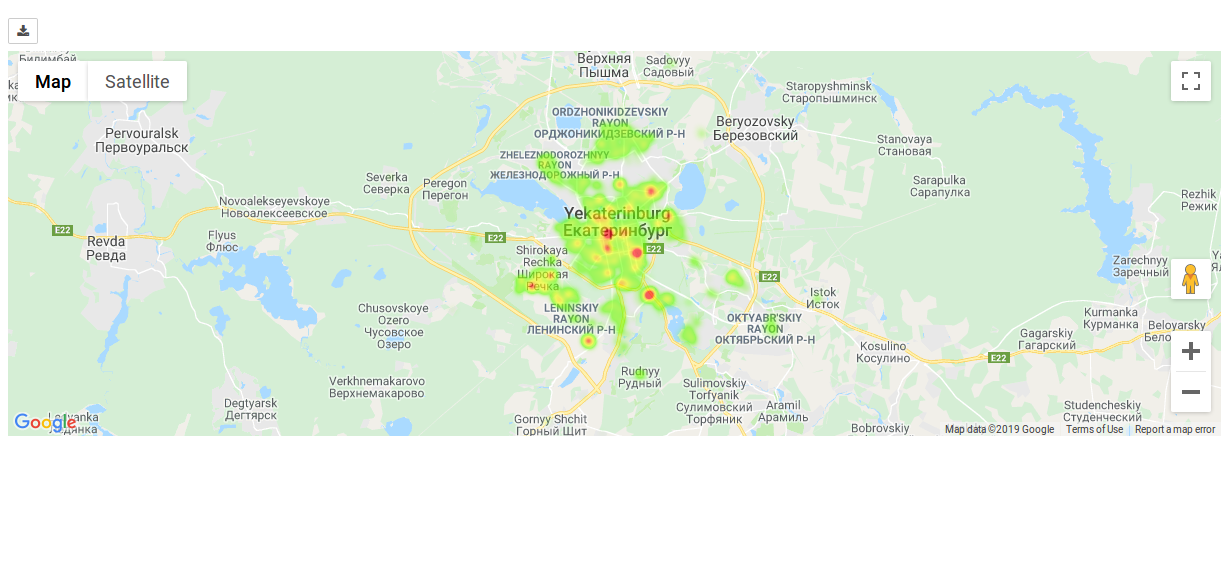 Билимбай
Map
Satellite
Верхняя
Пышма
Sadovyy
Садовый
Staropyshminsk
Старопышминск
ORDZHONIKIDZEVSKIY
RAYON
ОРДЖОНИКИДЗЕВСКИЙ Р-Н
Beryozovsky
Березовский
Pervouralsk
Первоуральск
Stanovaya
Становая
ZHELEZNODOROZHNYY
RAYON
ЖЕЛЕЗНОДОРОЖНЫЙ Р-Н
Severka
Северка
Peregon
Перегон
Sarapulka
Сарапулка
Rezhik
Режик
Novoalekseyevskoye
Новоалексеевское
Yekaterinburg
Екатеринбург
E22
Flyus
Флюс
E22
E22
Revda
Ревда
Shirokaya
Rechka
Широкая
Речка
Zarechny
Заречный
E22
Istok
Исток
Chusovskoye
Ozero
Чусовское
Озеро
LENINSKIY
RAYON
ЛЕНИНСКИЙ Р-Н
OKTYABR'SKIY
RAYON
ОКТЯБРЬСКИЙ Р-Н
Kurmanka
Курманка
Beloyarsky
Gagarskiy
Гагарский
Kosulino
Косулино
E22
Rudnyy
Рудный
Verkhnemakarovo
Верхнемакарово
Sulimovskiy
Torfyanik
Сулимовский
Торфяник
Degtyarsk
Дегтярск
Aramil
Арамиль
Studencheskiy
Студенческий
Gornyy Shchit
Горный Щит
Bobrovskiy
Google
Map data ©2019 Google
Terms of Use
Report a map error